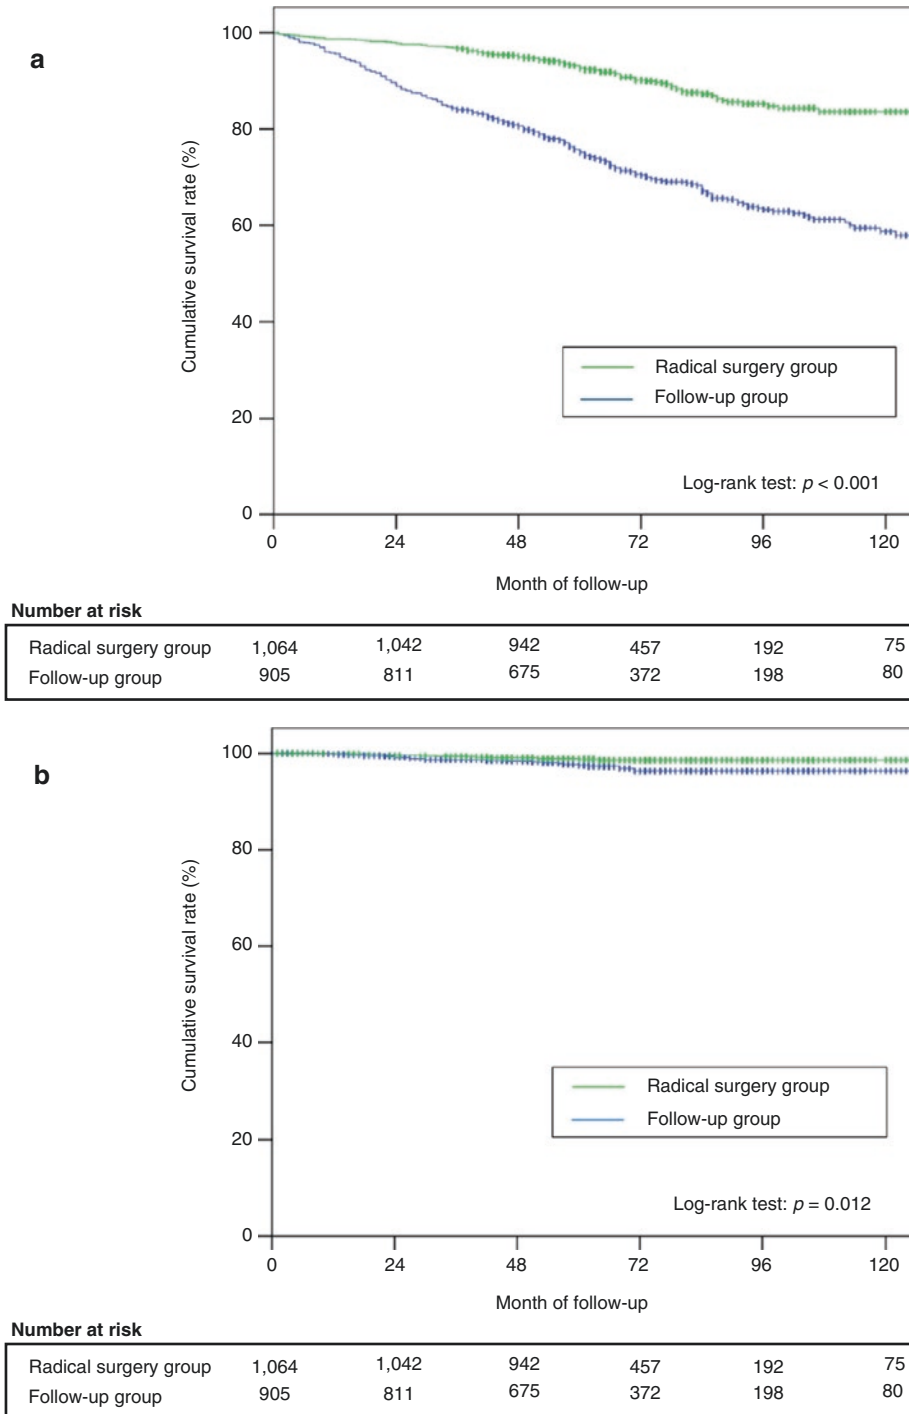 a
Cumulative survival rate (%)
100
80
60
40
20
0
Radical surgery group
Follow-up group
Log-rank test: p < 0.001
0 24 48 72 96 120
Month of follow-up
Number at risk
Radical surgery group 1,064 1,042 942 457 192 75
Follow-up group 905 811 675 372 198 80
b
Cumulative survival rate (%)
100
80
60
40
20
0
Radical surgery group
Follow-up group
Log-rank test: p = 0.012
0 24 48 72 96 120
Month of follow-up
Number at risk
Radical surgery group 1,064 1,042 942 457 192 75
Follow-up group 905 811 675 372 198 80